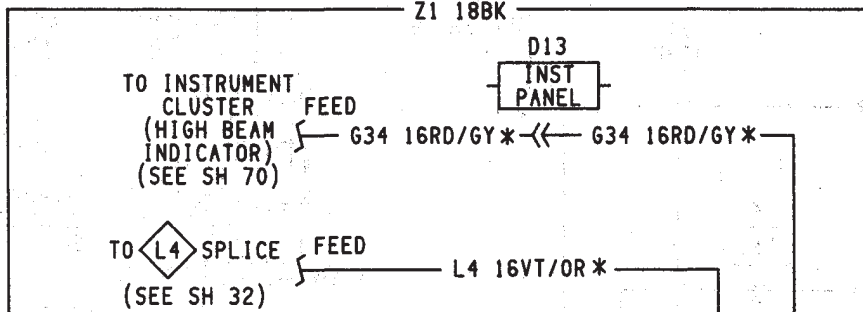 Z1 18BK
D13
INST
PANEL
TO INSTRUMENT
CLUSTER
(HIGH BEAM
INDICATOR)
(SEE SH 70)
FEED
G34 16RD/GY* G34 16RD/GY*
TO L4 SPLICE FEED
(SEE SH 32)
L4 16VT/OR*